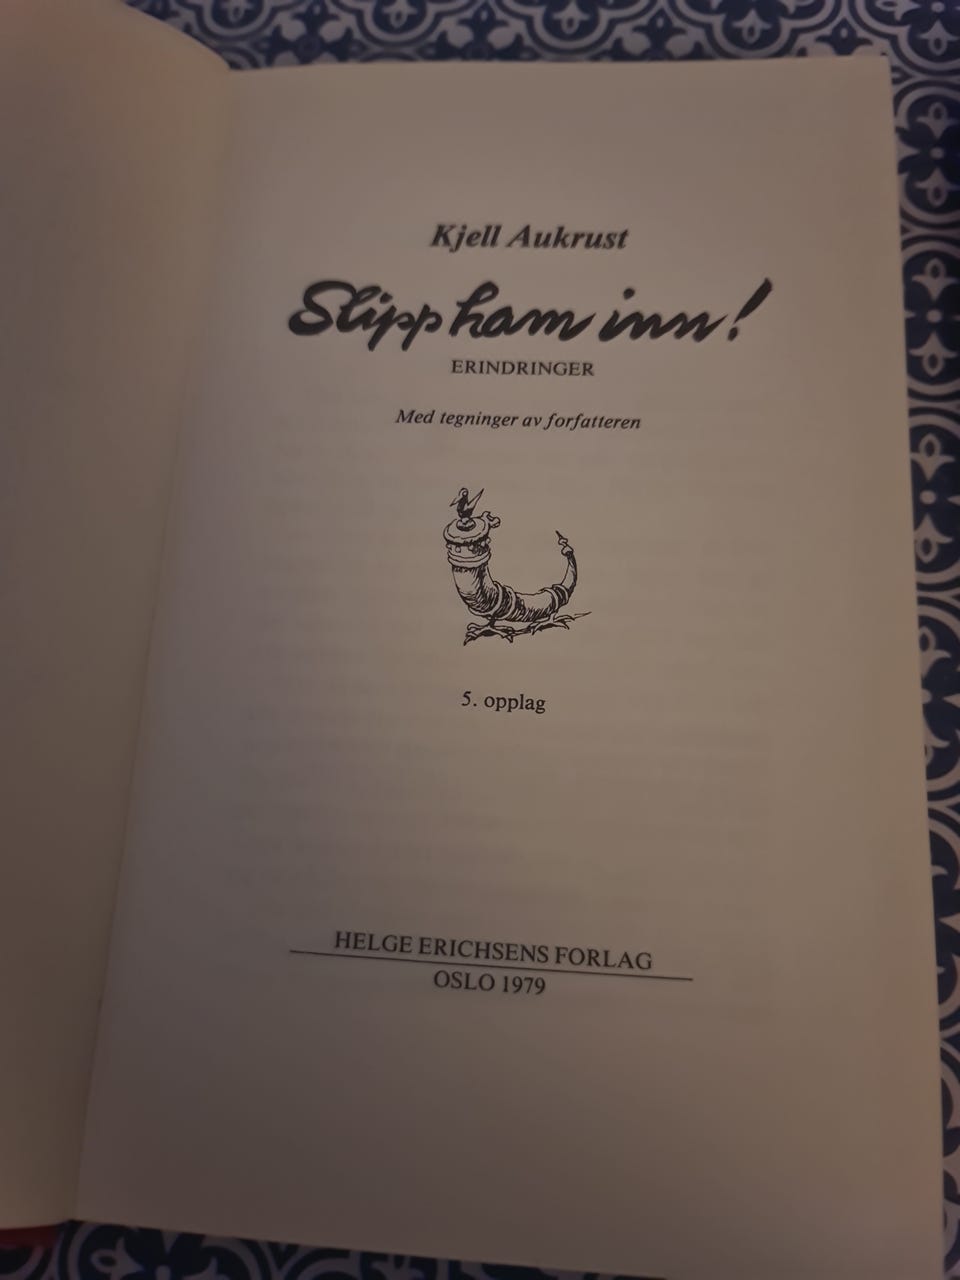 Kjell Aukrust
Slipp ham inn!
ERINDRINGER
Med tegninger av forfatteren
5. opplag
HELGE ERICHSENS FORLAG
OSLO 1979